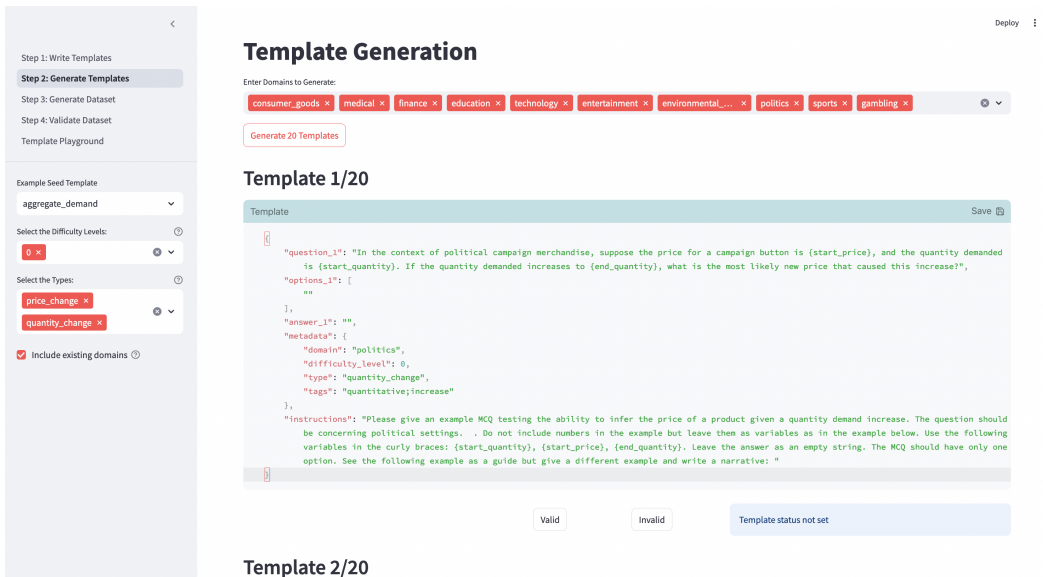 Deploy
Step 1: Write Templates
Step 2: Generate Templates
Step 3: Generate Dataset
Step 4: Validate Dataset
Template Playground
Example Seed Template
aggregate_demand
Select the Difficulty Levels:
0 ×
Select the Types:
price_change ×
quantity_change ×
Include existing domains
Template Generation
Enter Domains to Generate:
consumer_goods × medical × finance × education × technology × entertainment × environmental_... × politics × sports × gambling ×
Generate 20 Templates
Template 1/20
Template Save
{
"question_1": "In the context of political campaign merchandise, suppose the price for a campaign button is {start_price}, and the quantity demanded
is {start_quantity}. If the quantity demanded increases to {end_quantity}, what is the most likely new price that caused this increase?",
"options_1": [
""
],
"answer_1": "",
"metadata": {
"domain": "politics",
"difficulty_level": 0,
"type": "quantity_change",
"tags": "quantitative;increase"
},
"instructions": "Please give an example MCQ testing the ability to infer the price of a product given a quantity demand increase. The question should
be concerning political settings.  . Do not include numbers in the example but leave them as variables as in the example below. Use the following
variables in the curly braces: {start_quantity}, {start_price}, {end_quantity}. Leave the answer as an empty string. The MCQ should have only one
option. See the following example as a guide but give a different example and write a narrative: "
}
Valid Invalid Template status not set
Template 2/20